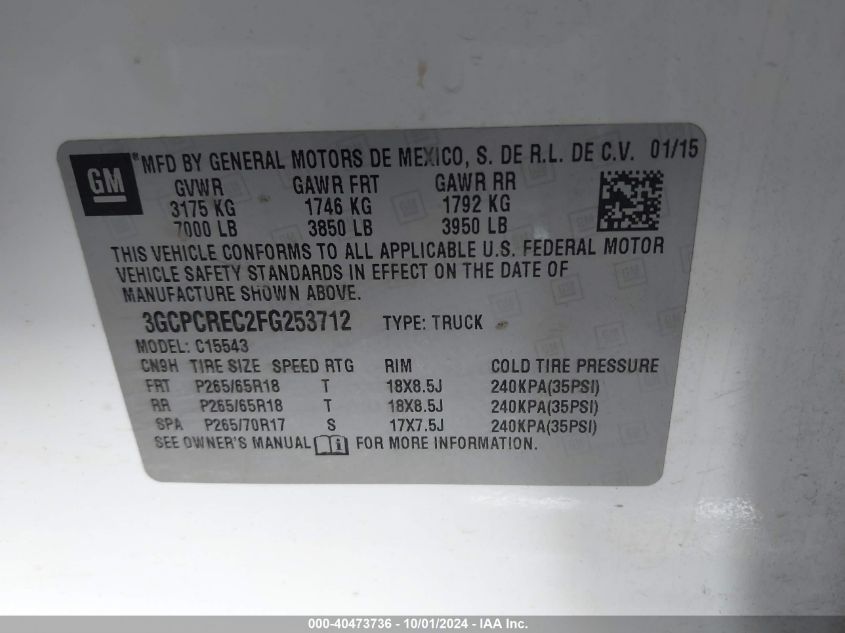 GM
®MFD BY GENERAL MOTORS DE MEXICO, S. DE R.L. DE C.V. 01/15
GVWR GAWR FRT GAWR RR
3175 KG 1746 KG 1792 KG
7000 LB 3850 LB 3950 LB
THIS VEHICLE CONFORMS TO ALL APPLICABLE U.S. FEDERAL MOTOR
VEHICLE SAFETY STANDARDS IN EFFECT ON THE DATE OF
MANUFACTURE SHOWN ABOVE.
3GCPCREC2FG253712 TYPE: TRUCK
MODEL: C15543
CN9H TIRE SIZE SPEED RTG RIM COLD TIRE PRESSURE
FRT P265/65R18 T 18X8.5J 240KPA(35PSI)
RR P265/65R18 T 18X8.5J 240KPA(35PSI)
SPA P265/70R17 S 17X7.5J 240KPA(35PSI)
SEE OWNER'S MANUAL FOR MORE INFORMATION.
000-40473736 - 10/01/2024 - IAA Inc.